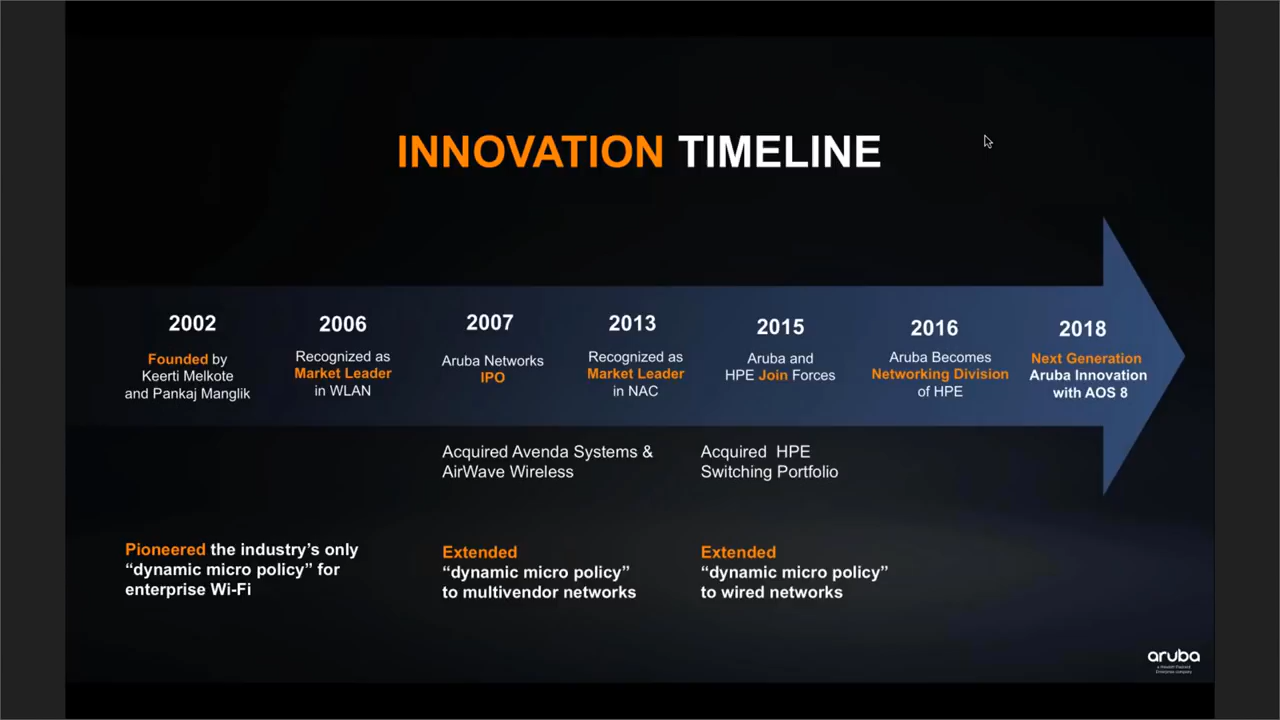 INNOVATION TIMELINE
2002
Founded by
Keerti Melkote
and Pankaj Manglik
2006
Recognized as
Market Leader
in WLAN
2007
Aruba Networks
IPO
2013
Recognized as
Market Leader
in NAC
2015
Aruba and
HPE Join Forces
2016
Aruba Becomes
Networking Division
of HPE
2018
Next Generation
Aruba Innovation
with AOS 8
Acquired Avenda Systems &
AirWave Wireless
Acquired HPE
Switching Portfolio
Pioneered the industry’s only
“dynamic micro policy” for
enterprise Wi-Fi
Extended
“dynamic micro policy”
to multivendor networks
Extended
“dynamic micro policy”
to wired networks
aruba
a Hewlett Packard
Enterprise company